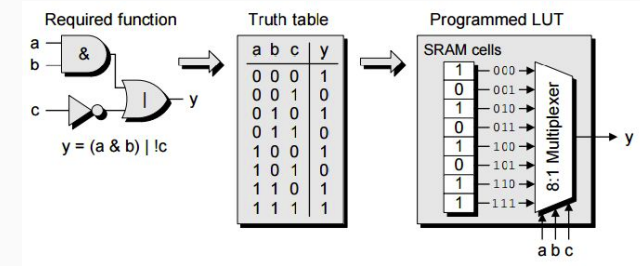 Required function
a
b
&
c
|
y
y = (a & b) | !c
Truth table
a b c y
0 0 0 1
0 0 1 0
0 1 0 1
0 1 1 0
1 0 0 1
1 0 1 0
1 1 0 1
1 1 1 1
Programmed LUT
SRAM cells
1 000
0 001
1 010
0 011
1 100
0 101
1 110
1 111
8:1 Multiplexer
y
a b c